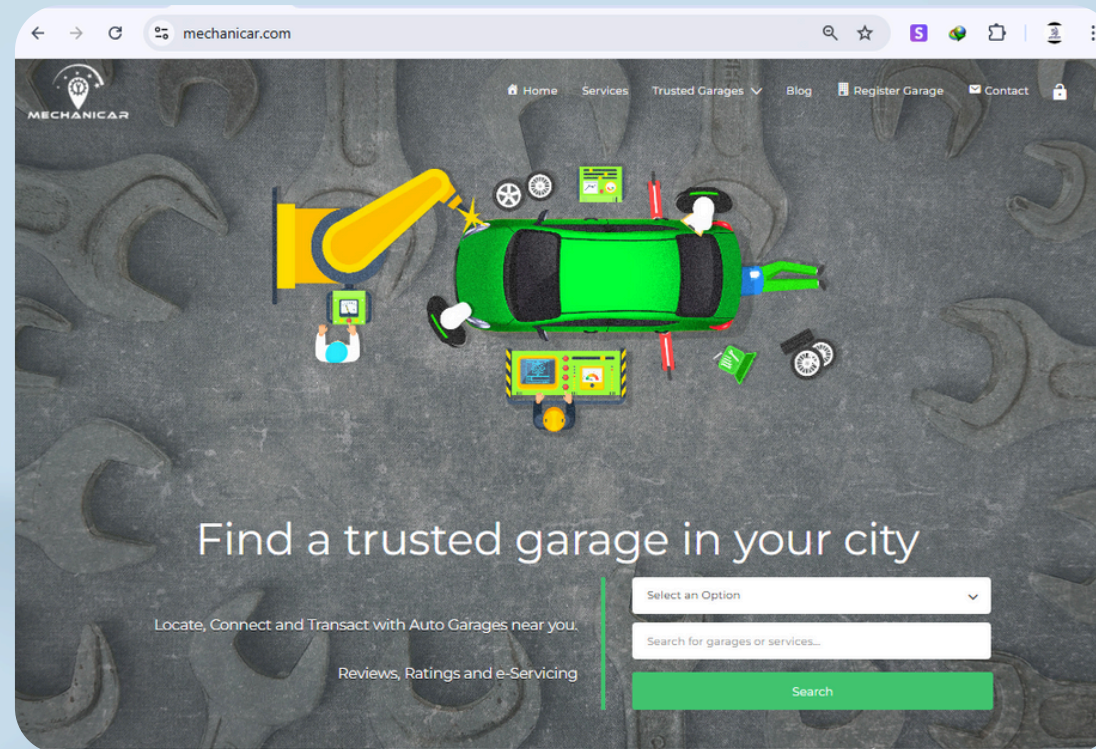 mechanicar.com
S
MECHANICAR
Home Services Trusted Garages Blog Register Garage Contact
Find a trusted garage in your city
Locate, Connect and Transact with Auto Garages near you.
Reviews, Ratings and e-Servicing
Select an Option
Search for garages or services...
Search